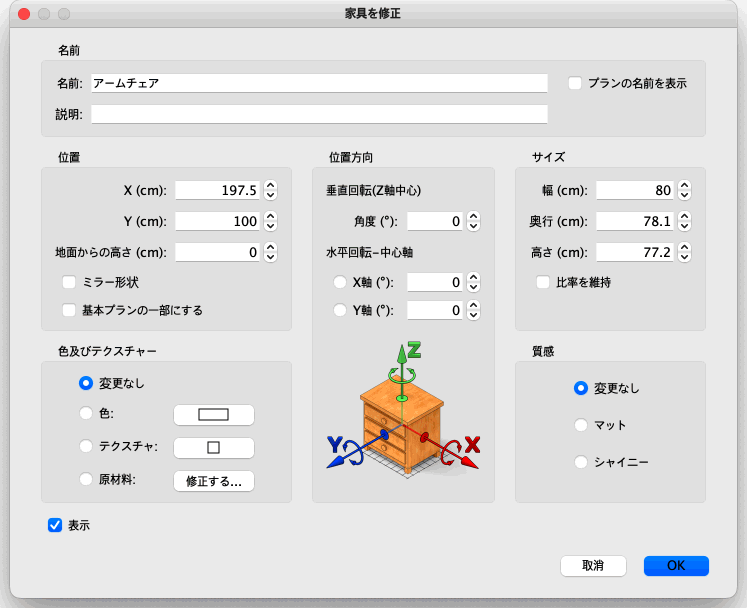 家具を修正
名前
名前: アームチェア
プランの名前を表示
説明:
位置
X (cm): 197.5
Y (cm): 100
地面からの高さ (cm): 0
ミラー形状
基本プランの一部にする
位置方向
垂直回転(Z軸中心)
角度 (°): 0
水平回転−中心軸
X軸 (°): 0
Y軸 (°): 0
Z
Y
X
サイズ
幅 (cm): 80
奥行 (cm): 78.1
高さ (cm): 77.2
比率を維持
色及びテクスチャー
変更なし
色:
テクスチャ:
原材料: 修正する...
質感
変更なし
マット
シャイニー
表示
取消
OK